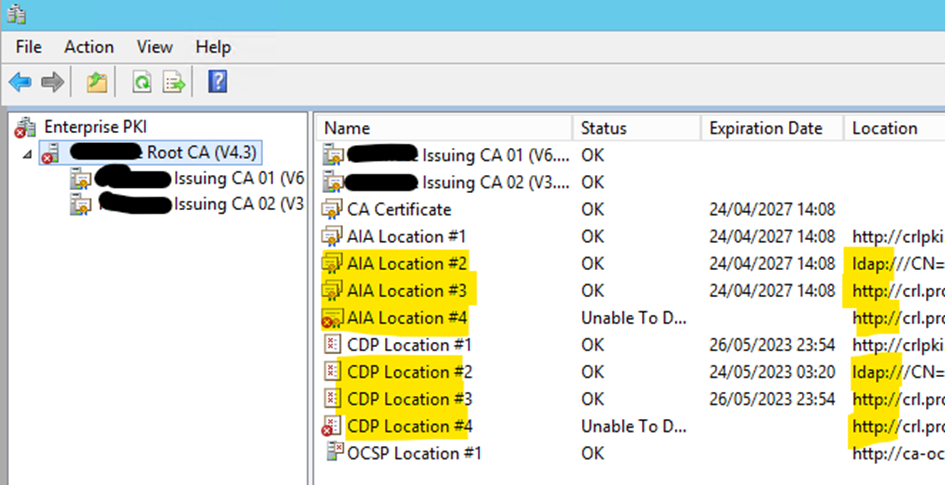 File Action View Help
Enterprise PKI
Root CA (V4.3)
Issuing CA 01 (V6
Issuing CA 02 (V3
Name Status Expiration Date Location
Issuing CA 01 (V6.... OK
Issuing CA 02 (V3.... OK
CA Certificate OK 24/04/2027 14:08
AIA Location #1 OK 24/04/2027 14:08 http://crlpki
AIA Location #2 OK 24/04/2027 14:08 ldap:///CN=
AIA Location #3 OK 24/04/2027 14:08 http://crl.pro
AIA Location #4 Unable To D... http://crl.pro
CDP Location #1 OK 26/05/2023 23:54 http://crlpki
CDP Location #2 OK 24/05/2023 03:20 ldap:///CN=
CDP Location #3 OK 26/05/2023 23:54 http://crl.pro
CDP Location #4 Unable To D... http://crl.pro
OCSP Location #1 OK http://ca-oc